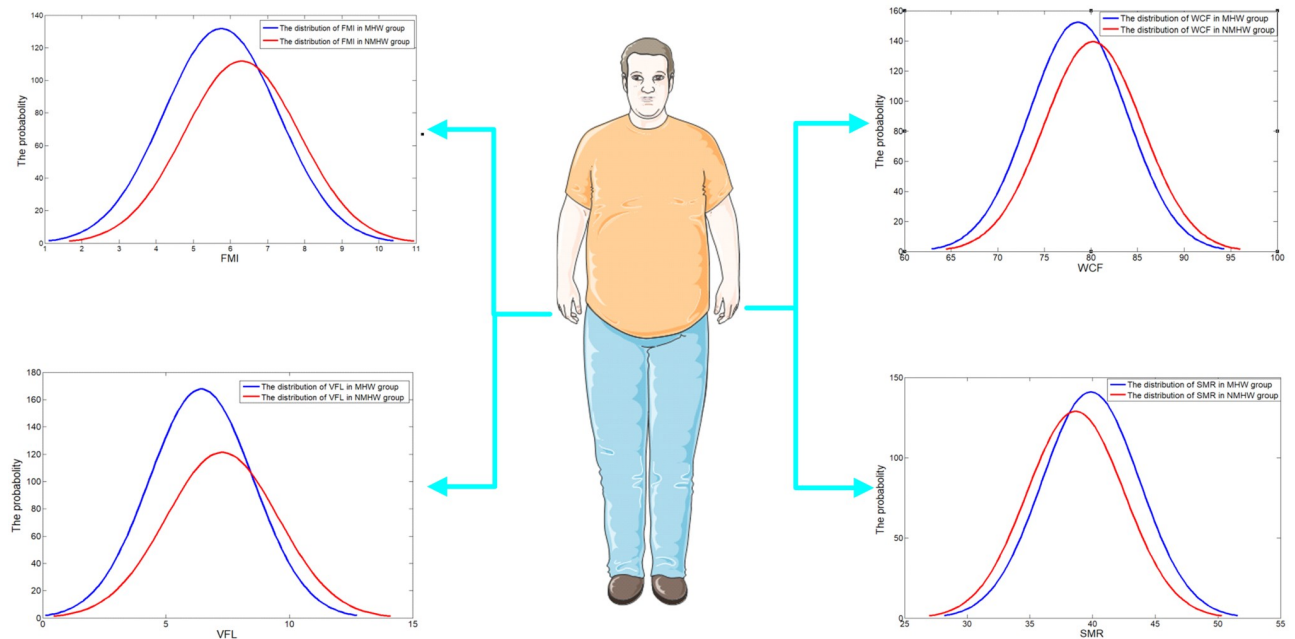 140
120
100
80
60
40
20
0
The probabolity
The distribution of FMI in MHW group
The distribution of FMI in NMHW group
1 2 3 4 5 6 7 8 9 10 11
FMI
160
140
120
100
80
60
40
20
0
The probabolity
The distribution of WCF in MHW group
The distribution of WCF in NMHW group
60 65 70 75 80 85 90 95 100
WCF
180
160
140
120
100
80
60
40
20
0
The probabolity
The distribution of VFL in MHW group
The distribution of VFL in NMHW group
0 5 10 15
VFL
150
100
50
0
The probabolity
The distribution of SMR in MHW group
The distribution of SMR in NMHW group
25 30 35 40 45 50 55
SMR